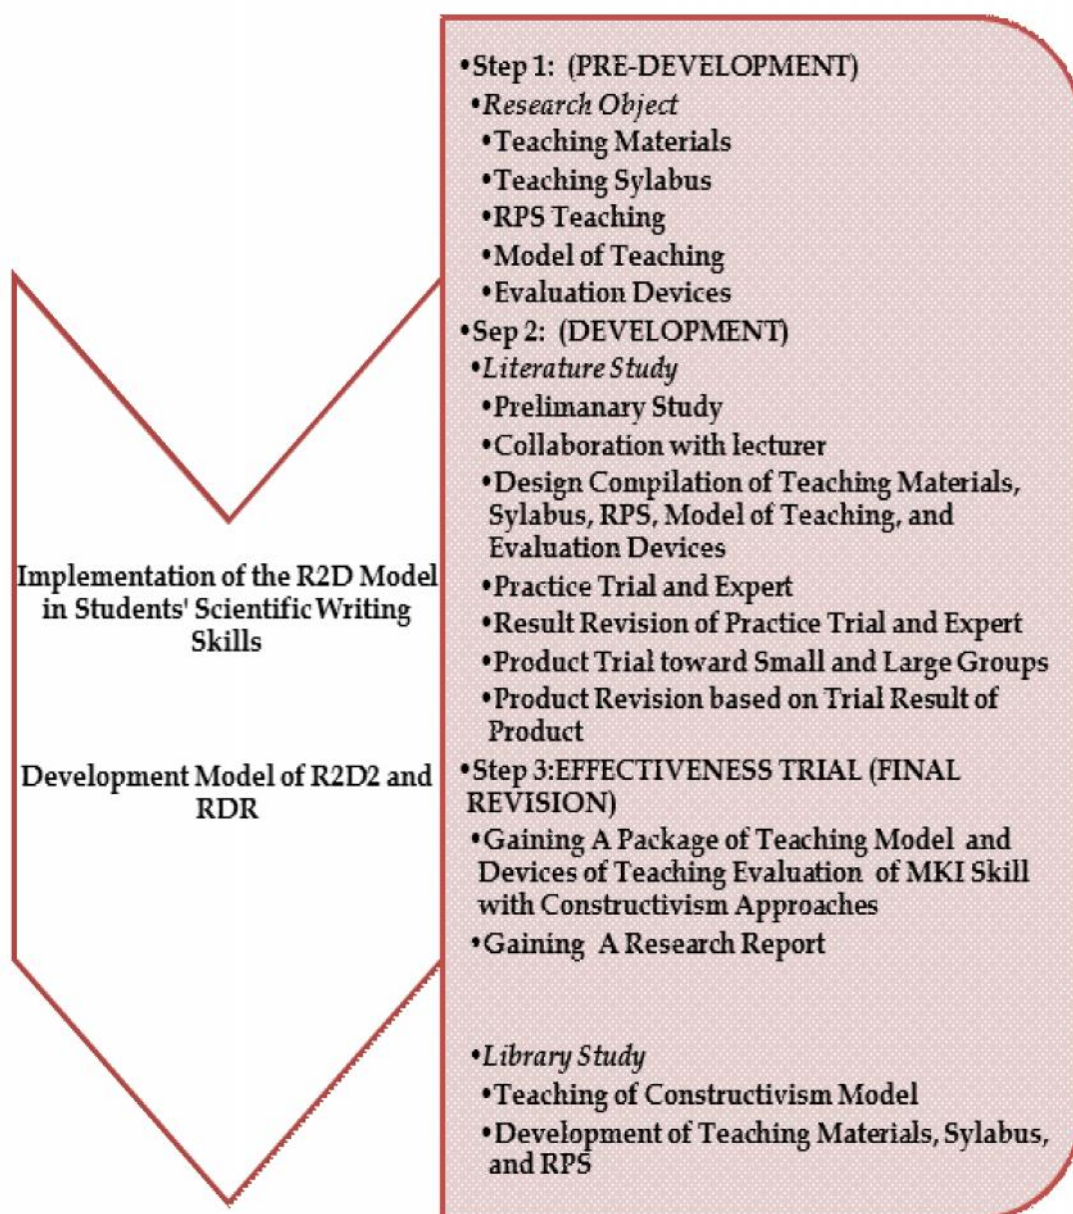 •Step 1: (PRE-DEVELOPMENT)
•Research Object
•Teaching Materials
•Teaching Sylabus
•RPS Teaching
•Model of Teaching
•Evaluation Devices
•Sep 2: (DEVELOPMENT)
•Literature Study
•Prelimanary Study
•Collaboration with lecturer
•Design Compilation of Teaching Materials,
Sylabus, RPS, Model of Teaching, and
Evaluation Devices
•Practice Trial and Expert
•Result Revision of Practice Trial and Expert
•Product Trial toward Small and Large Groups
•Product Revision based on Trial Result of
Product
•Step 3:EFFECTIVENESS TRIAL (FINAL
REVISION)
•Gaining A Package of Teaching Model and
Devices of Teaching Evaluation of MKI Skill
with Constructivism Approaches
•Gaining A Research Report
•Library Study
•Teaching of Constructivism Model
•Development of Teaching Materials, Sylabus,
and RPS
Implementation of the R2D Model
in Students' Scientific Writing
Skills
Development Model of R2D2 and
RDR